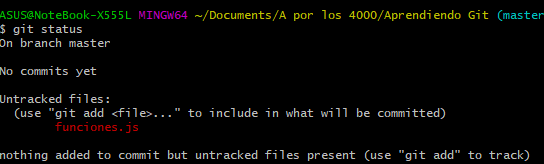 ASUS@NoteBook-X555L MINGW64 ~/Documents/A por los 4000/Aprendiendo Git (master
$ git status
On branch master
No commits yet
Untracked files:
(use "git add <file>..." to include in what will be committed)
funciones.js
nothing added to commit but untracked files present (use "git add" to track)